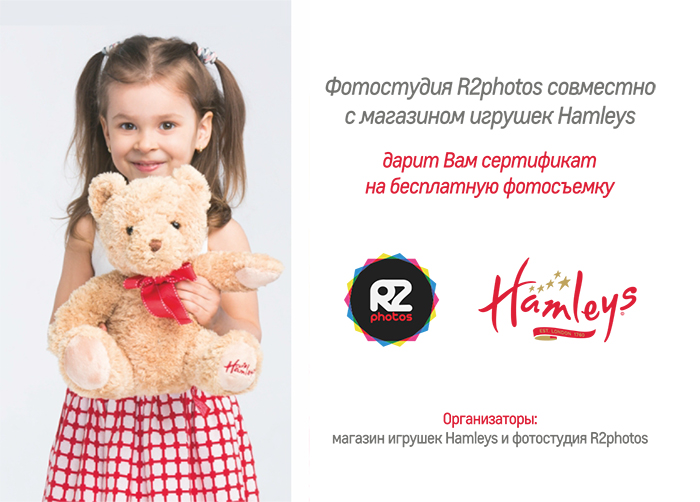 Фотостудия R2photos совместно
с магазином игрушек Hamleys
дарит Вам сертификат
на бесплатную фотосъемку
R2
photos
Hamleys
EST. LONDON 1760
Hamleys
Организаторы:
магазин игрушек Hamleys и фотостудия R2photos